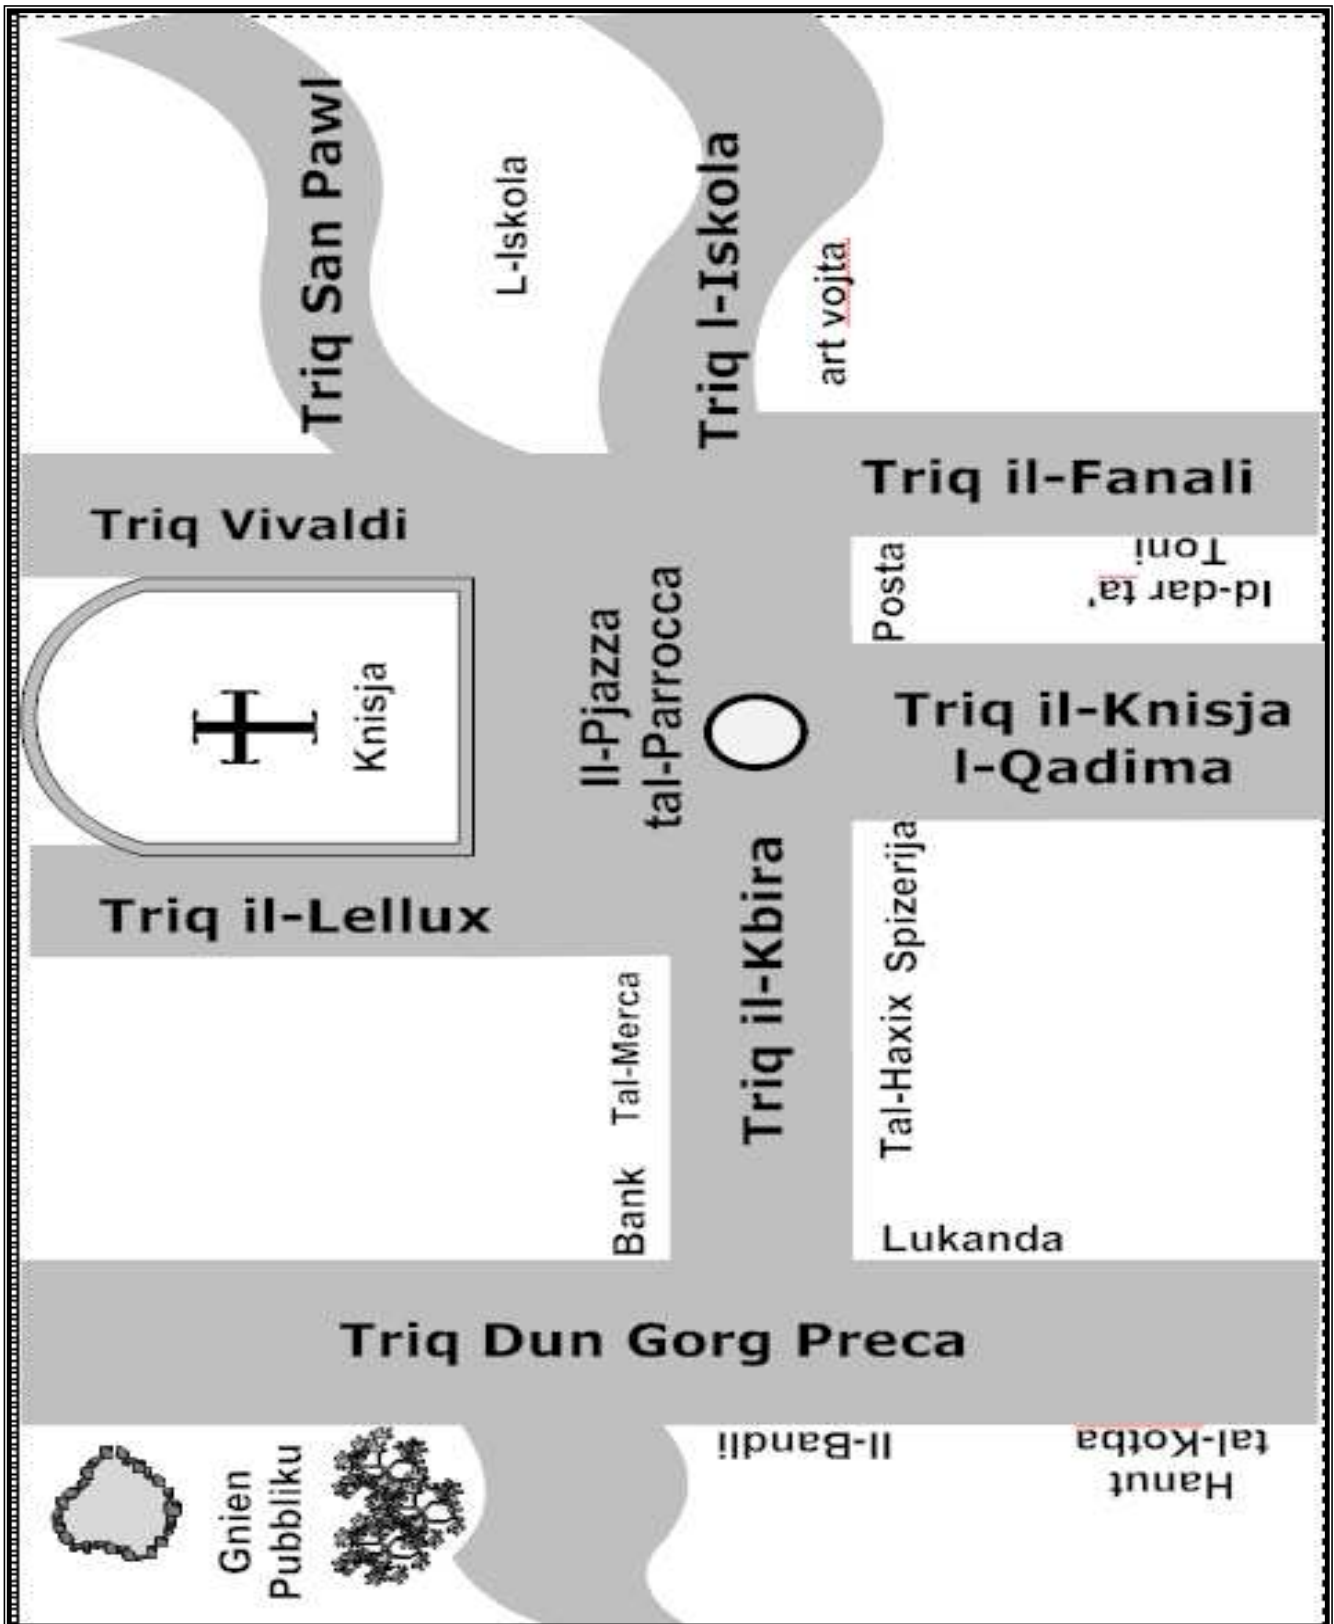 Triq San Pawl
L-Iskola
Triq l-Iskola
art vojta
Triq Vivaldi
Triq il-Fanali
Posta
Id-dar ta'
Toni
Knisja
Il-Pjazza
tal-Parrocca
Triq il-Knisja
l-Qadima
Triq il-Lellux
Triq il-Kbira
Spizerija
Tal-Haxix
Tal-Merca
Bank
Lukanda
Triq Dun Gorg Preca
Gnien
Pubbliku
Il-Bandli
Hanut
tal-Kotba